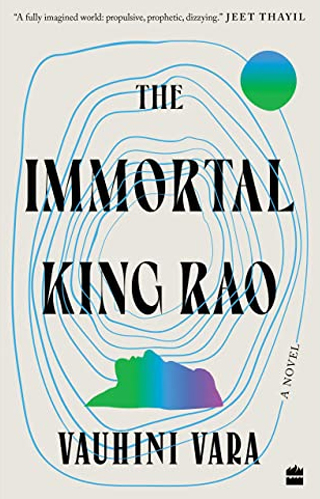 "A fully imagined world: propulsive, prophetic, dizzying." JEET THAYIL
THE
IMMORTAL
KING RAO
A NOVEL
VAUHINI VARA